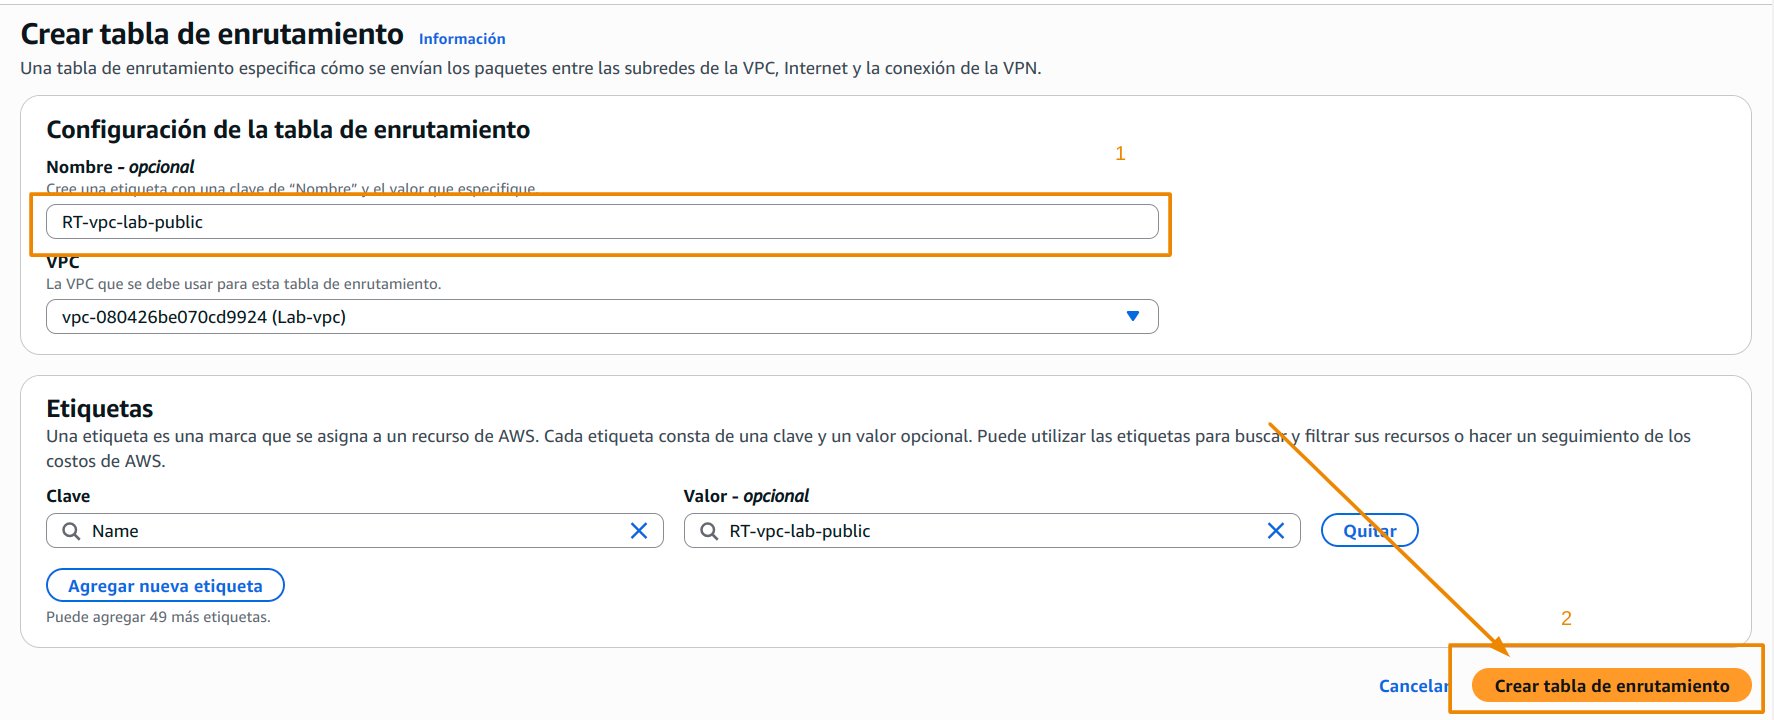 Crear tabla de enrutamiento Información
Una tabla de enrutamiento especifica cómo se envían los paquetes entre las subredes de la VPC, Internet y la conexión de la VPN.
Configuración de la tabla de enrutamiento
1
Nombre - opcional
Cree una etiqueta con una clave de “Nombre” y el valor que especifique.
RT-vpc-lab-public
VPC
La VPC que se debe usar para esta tabla de enrutamiento.
vpc-080426be070cd9924 (Lab-vpc)
Etiquetas
Una etiqueta es una marca que se asigna a un recurso de AWS. Cada etiqueta consta de una clave y un valor opcional. Puede utilizar las etiquetas para buscar y filtrar sus recursos o hacer un seguimiento de los
costos de AWS.
Clave Valor - opcional
Name RT-vpc-lab-public Quitar
Agregar nueva etiqueta
Puede agregar 49 más etiquetas.
2
Cancelar Crear tabla de enrutamiento